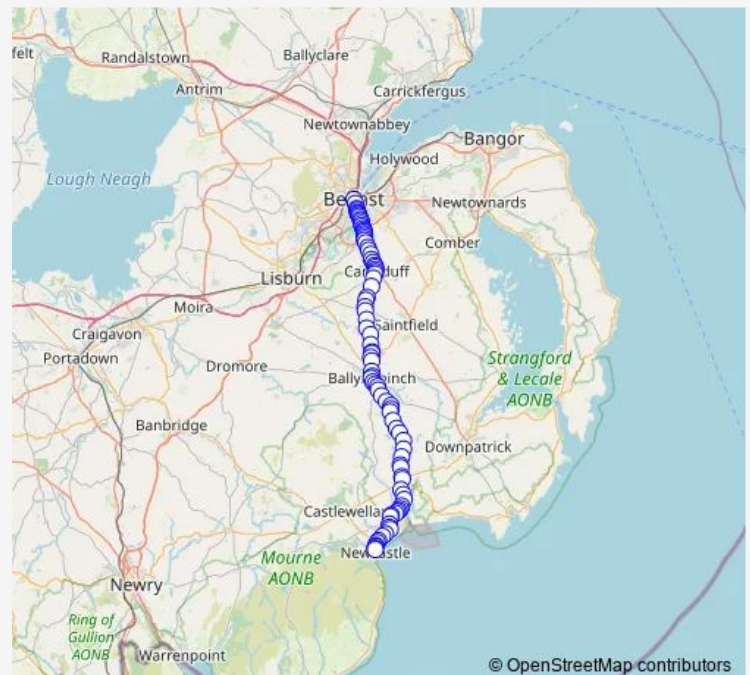 felt
Randalstown
Ballyclare
Antrim
Carrickfergus
Newtownabbey
Bangor
Holywood
Lough Neagh
Newtownards
Comber
Lisburn
Moira
Craigavon
Saintfield
Portadown
Dromore
Strangford
& Lecale
AONB
Banbridge
Downpatrick
Mourne
AONB
Newry
Ring of
Gullion
AONB
Warrenpoint
© OpenStreetMap contributors